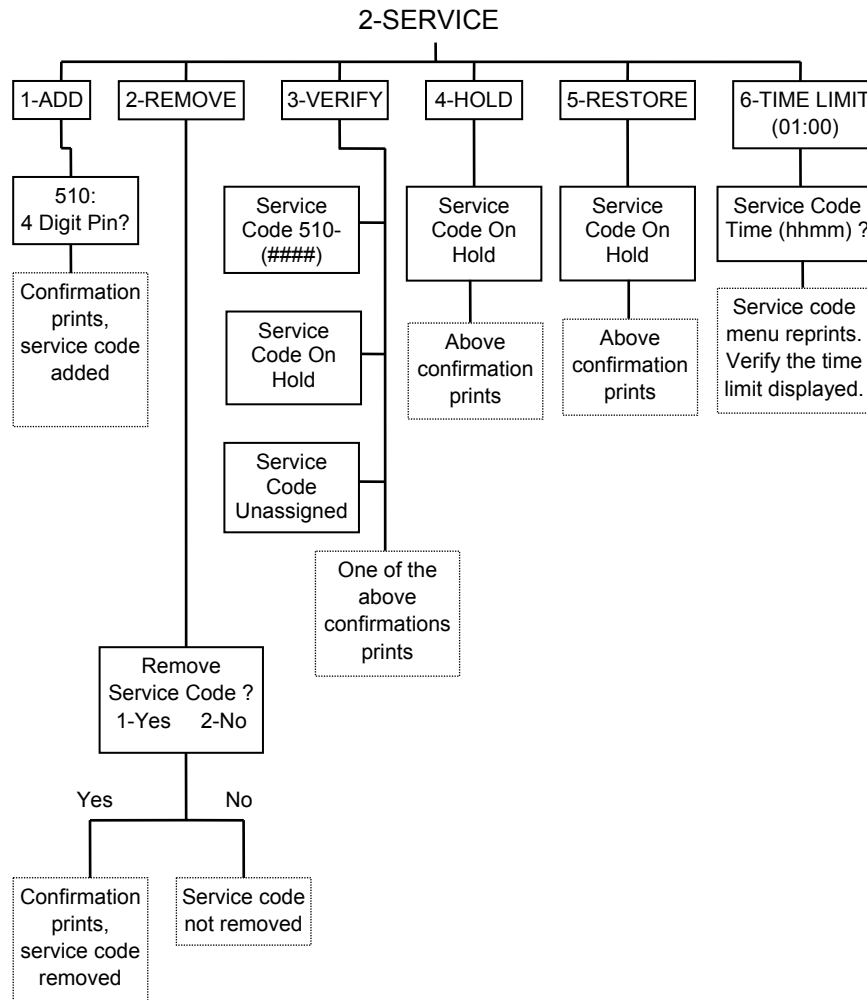 2-SERVICE
1-ADD
2-REMOVE
3-VERIFY
4-HOLD
5-RESTORE
6-TIME LIMIT
(01:00)
510:
4 Digit Pin?
Confirmation
prints,
service code
added
Remove
Service Code ?
1-Yes 2-No
Yes
No
Confirmation
prints,
service code
removed
Service code
not removed
Service
Code 510-
(####)
Service
Code On
Hold
Service
Code
Unassigned
One of the
above
confirmations
prints
Service
Code On
Hold
Above
confirmation
prints
Service
Code On
Hold
Above
confirmation
prints
Service Code
Time (hhmm) ?
Service code
menu reprints.
Verify the time
limit displayed.